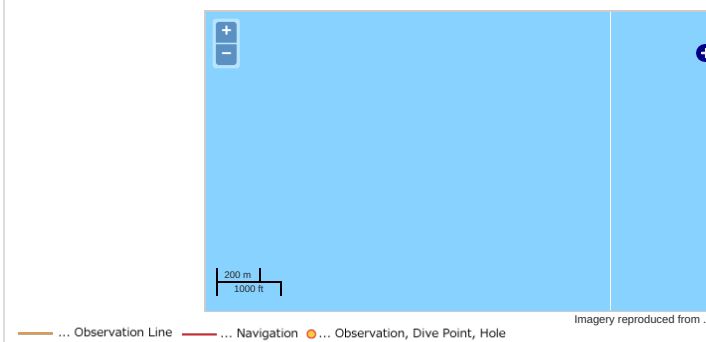 +
−
200 m
1000 ft
Imagery reproduced from .
... Observation Line ... Navigation ... Observation, Dive Point, Hole